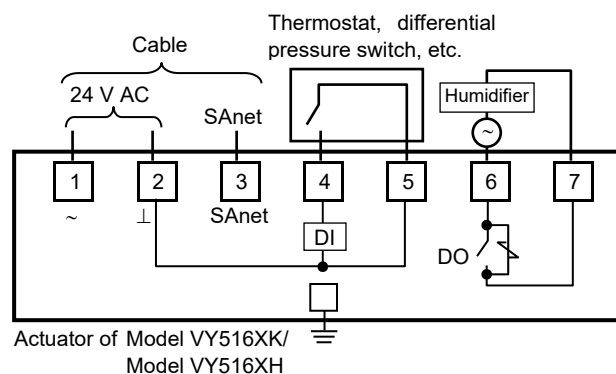 Thermostat, differential
pressure switch, etc.
Cable
24 V AC
SAnet
Humidifier
~
1 2 3 4 5 6 7
~ ⊥ SAnet
DI
DO
Actuator of Model VY516XK/
Model VY516XH